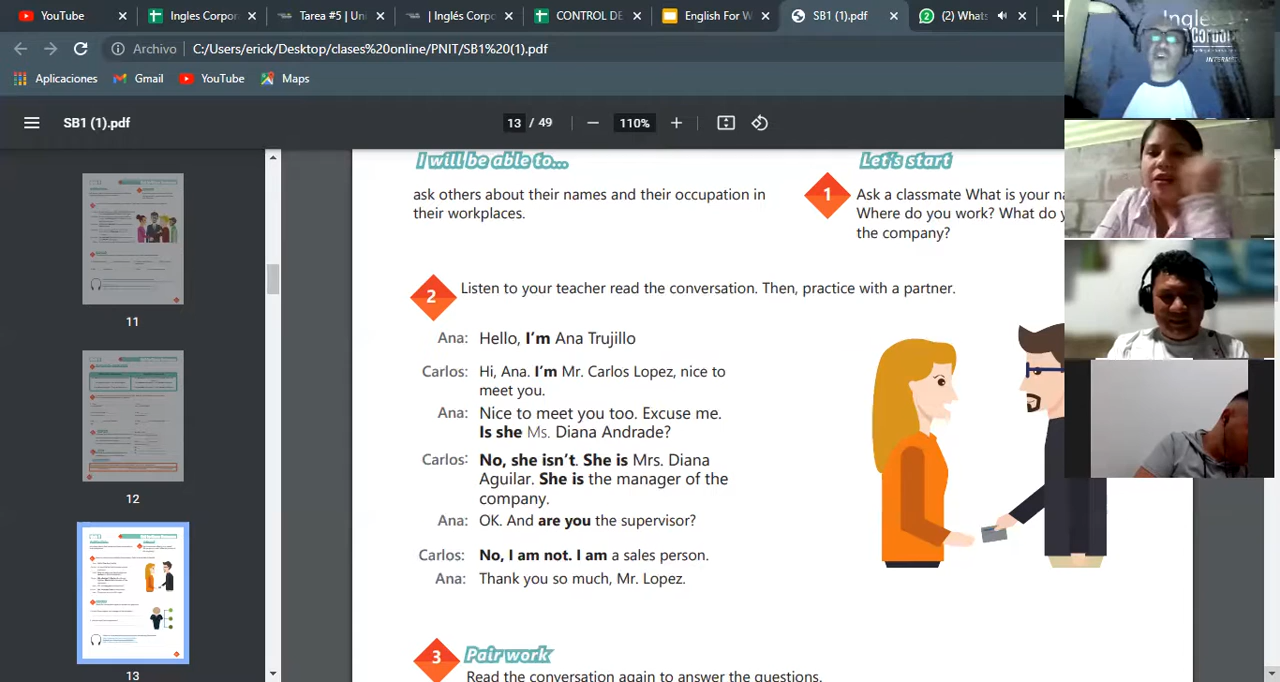 YouTube
Ingles Corpor
Tarea #5 | Uni
| Inglés Corpo
CONTROL DE
English For W
SB1 (1).pdf
(2) Whats
Archivo
C:/Users/erick/Desktop/clases%20online/PNIT/SB1%20(1).pdf
Aplicaciones
Gmail
YouTube
Maps
SB1 (1).pdf
13 / 49
110%
11
12
13
I will be able to...
ask others about their names and their occupation in
their workplaces.
Let's start
1
Ask a classmate What is your na
Where do you work? What do y
the company?
2
Listen to your teacher read the conversation. Then, practice with a partner.
Ana: Hello, I'm Ana Trujillo
Carlos: Hi, Ana. I'm Mr. Carlos Lopez, nice to
meet you.
Ana: Nice to meet you too. Excuse me.
Is she Ms. Diana Andrade?
Carlos: No, she isn't. She is Mrs. Diana
Aguilar. She is the manager of the
company.
Ana: OK. And are you the supervisor?
Carlos: No, I am not. I am a sales person.
Ana: Thank you so much, Mr. Lopez.
3
Pair work
Read the conversation again to answer the questions.
Ingles